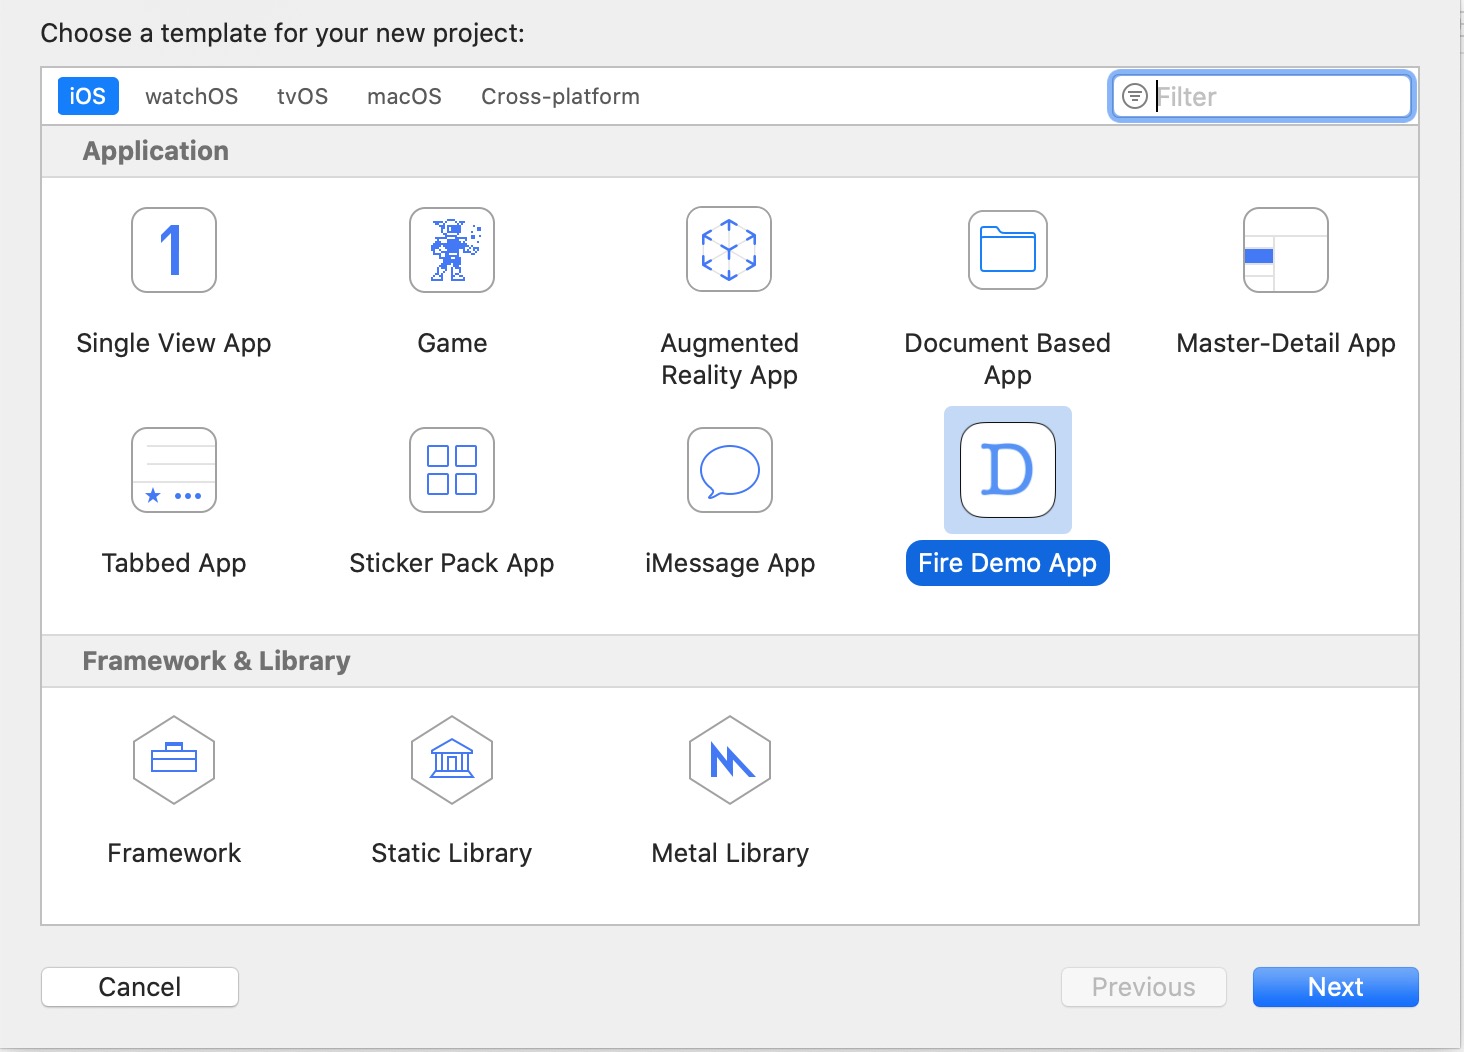 Choose a template for your new project:
iOS watchOS tvOS macOS Cross-platform Filter
Application
1
Single View App Game Augmented Reality App Document Based App Master-Detail App
D
Tabbed App Sticker Pack App iMessage App Fire Demo App
Framework & Library
Framework Static Library Metal Library
Cancel Previous Next